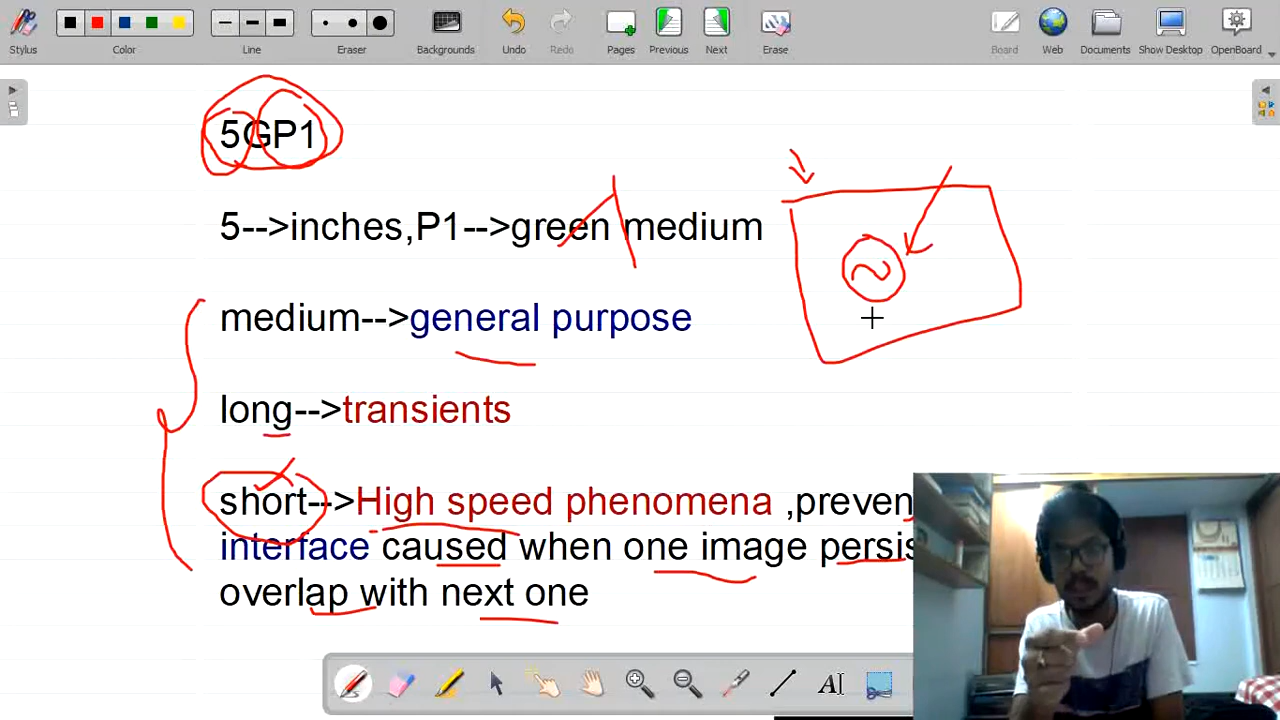 Stylus Color Line Eraser Backgrounds Undo Redo Pages Previous Next Erase Board Web Documents Show Desktop OpenBoard
5GP1
5-->inches,P1-->green medium
medium-->general purpose
long-->transients
short-->High speed phenomena ,preven
interface caused when one image persis
overlap with next one